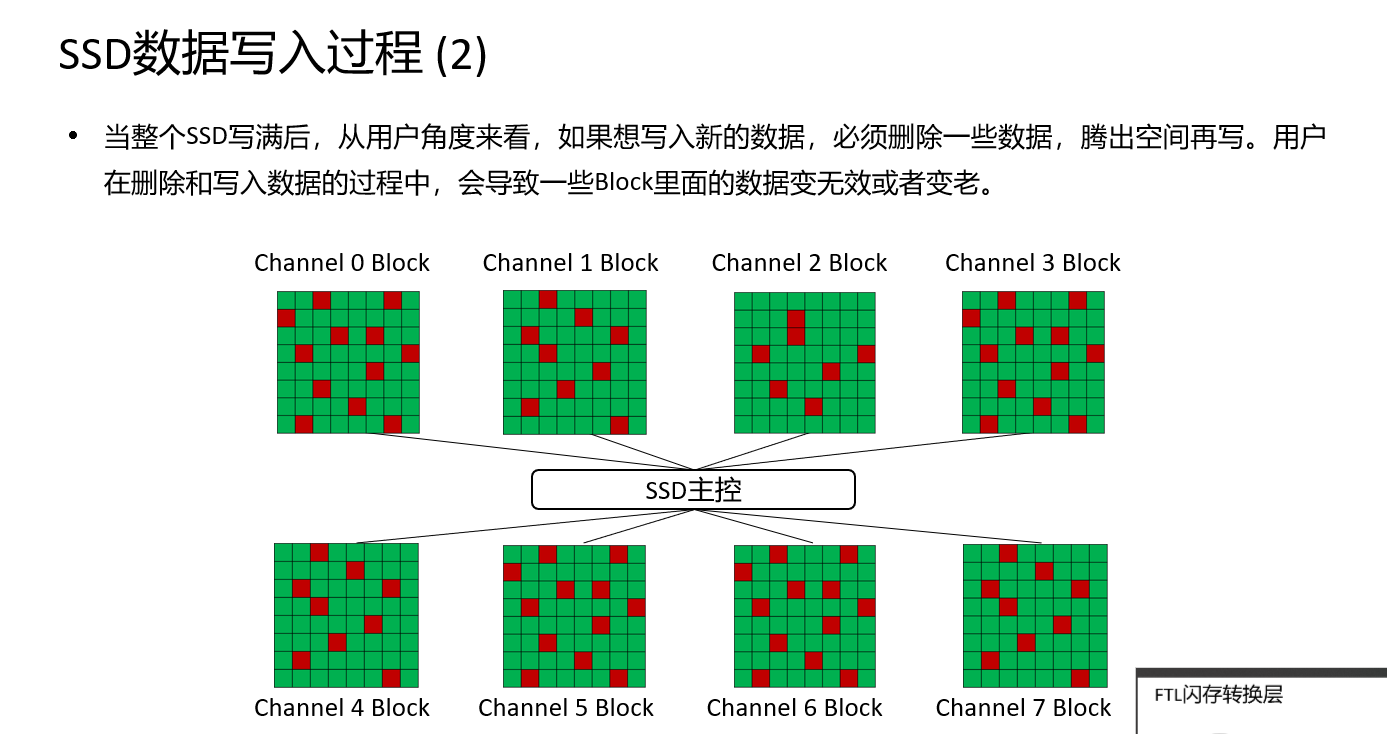 SSD数据写入过程 (2)
• 当整个SSD写满后，从用户角度来看，如果想写入新的数据，必须删除一些数据，腾出空间再写。用户
在删除和写入数据的过程中，会导致一些Block里面的数据变无效或者变老。
Channel 0 Block Channel 1 Block Channel 2 Block Channel 3 Block
SSD主控
Channel 4 Block Channel 5 Block Channel 6 Block Channel 7 Block
FTL闪存转换层